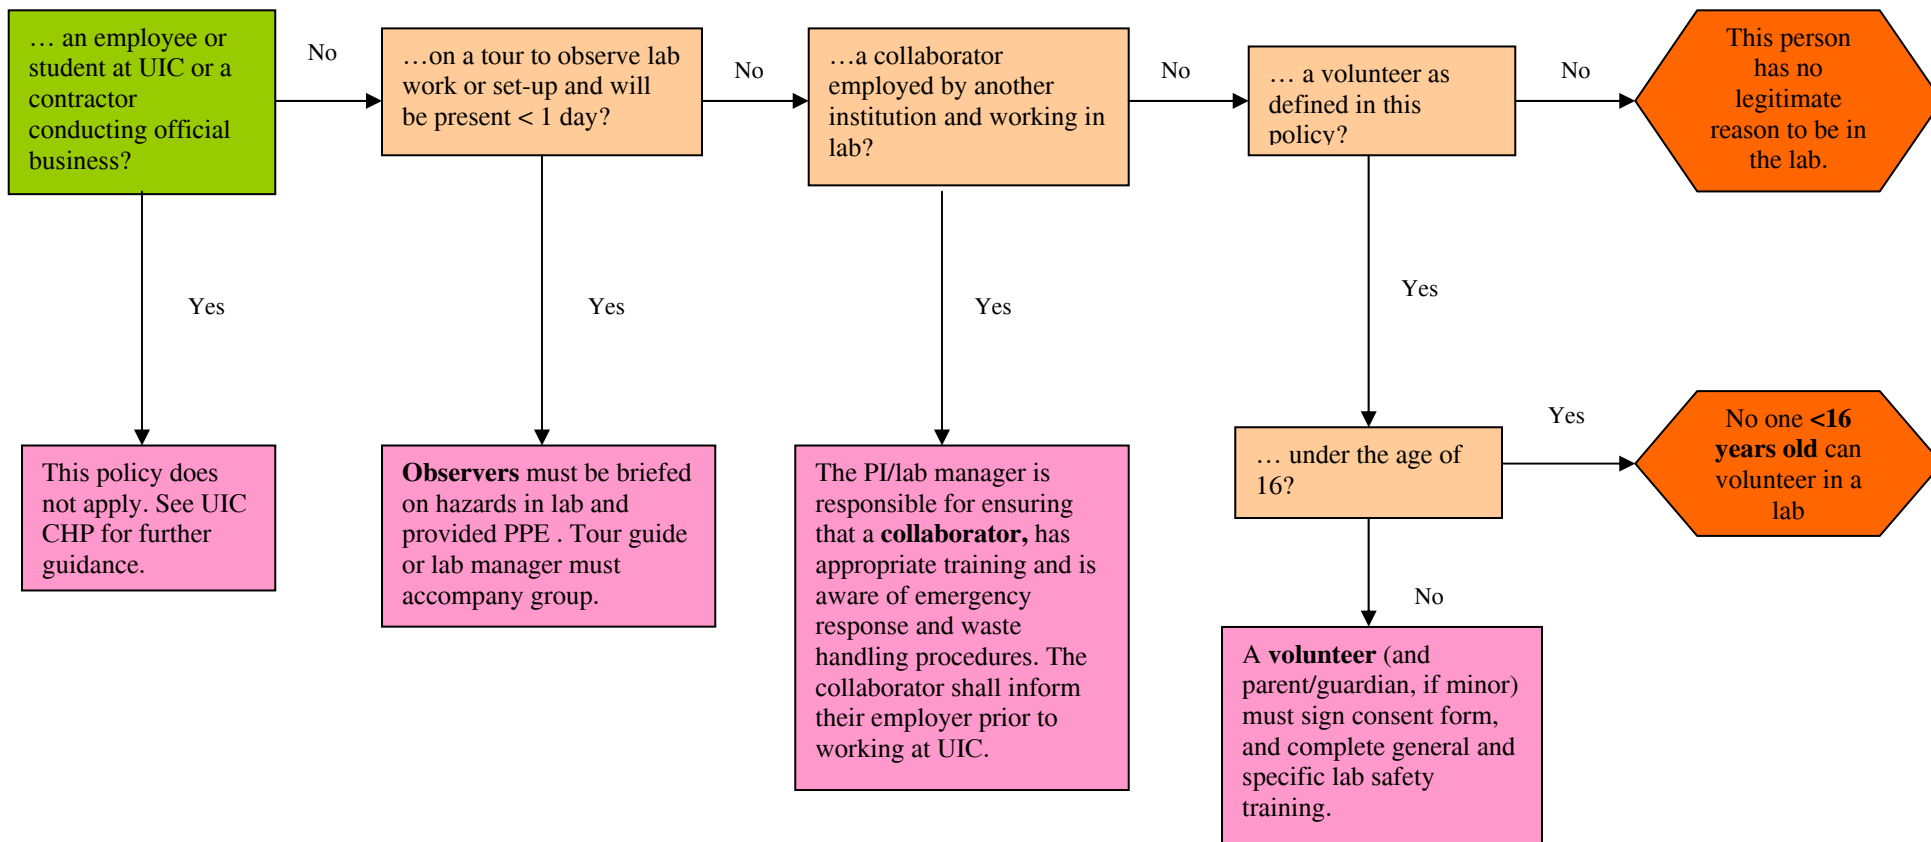 … an employee or
student at UIC or a
contractor
conducting official
business?
No
…on a tour to observe lab
work or set-up and will
be present < 1 day?
No
…a collaborator
employed by another
institution and working in
lab?
No
… a volunteer as
defined in this
policy?
No
This person
has no
legitimate
reason to be in
the lab.
Yes
Yes
Yes
Yes
This policy does
not apply. See UIC
CHP for further
guidance.
Observers must be briefed
on hazards in lab and
provided PPE . Tour guide
or lab manager must
accompany group.
The PI/lab manager is
responsible for ensuring
that a collaborator, has
appropriate training and is
aware of emergency
response and waste
handling procedures. The
collaborator shall inform
their employer prior to
working at UIC.
… under the age of
16?
Yes
No one <16
years old can
volunteer in a
lab
No
A volunteer (and
parent/guardian, if minor)
must sign consent form,
and complete general and
specific lab safety
training.